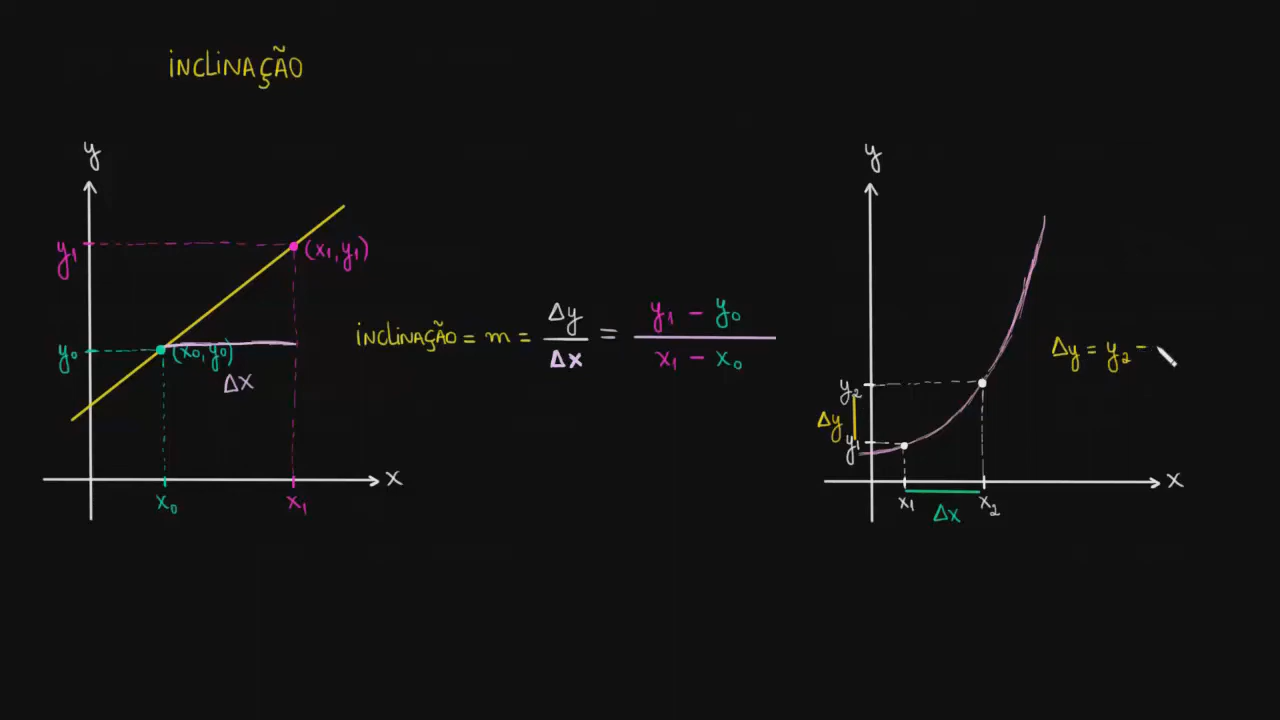 INCLINAÇÃO
y
y1
(x1, y1)
y0
(x0, y0)
Δx
x
x0
x1
INCLINAÇÃO = m = Δy/Δx = y1 - y0 / x1 - x0
y
y2
Δy
y1
x1
Δx
x2
x
Δy = y2 -